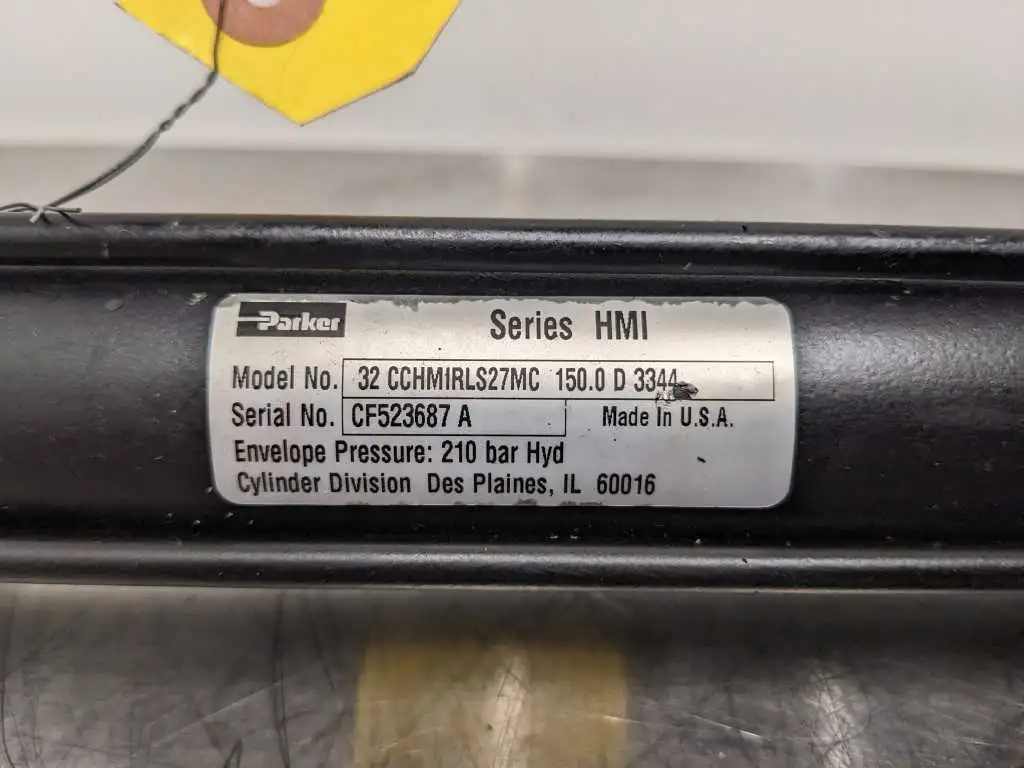 Parker
Series HMI
Model No. 32 CCHMIRLS27MC 150.0 D 3344
Serial No. CF523687 A
Made In U.S.A.
Envelope Pressure: 210 bar Hyd
Cylinder Division Des Plaines, IL 60016